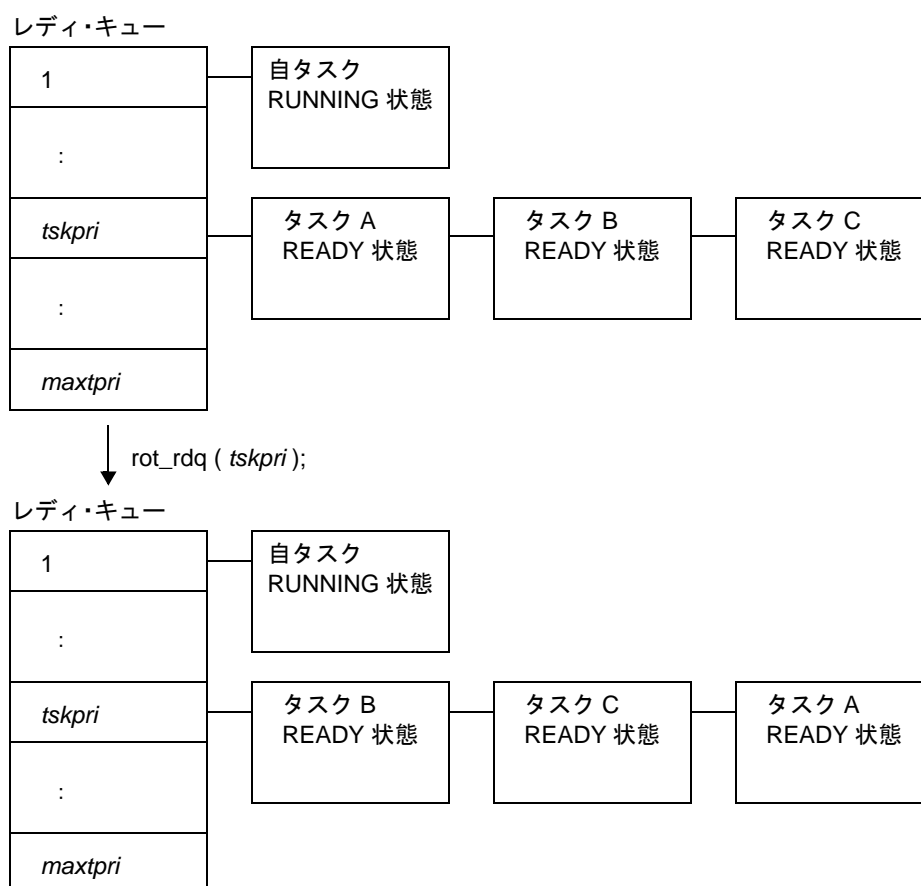 レディ・キュー
1
自タスク
RUNNING 状態
:
tskpri
タスク A
READY 状態
タスク B
READY 状態
タスク C
READY 状態
:
maxtpri
rot_rdq ( tskpri );
レディ・キュー
1
自タスク
RUNNING 状態
:
tskpri
タスク B
READY 状態
タスク C
READY 状態
タスク A
READY 状態
:
maxtpri